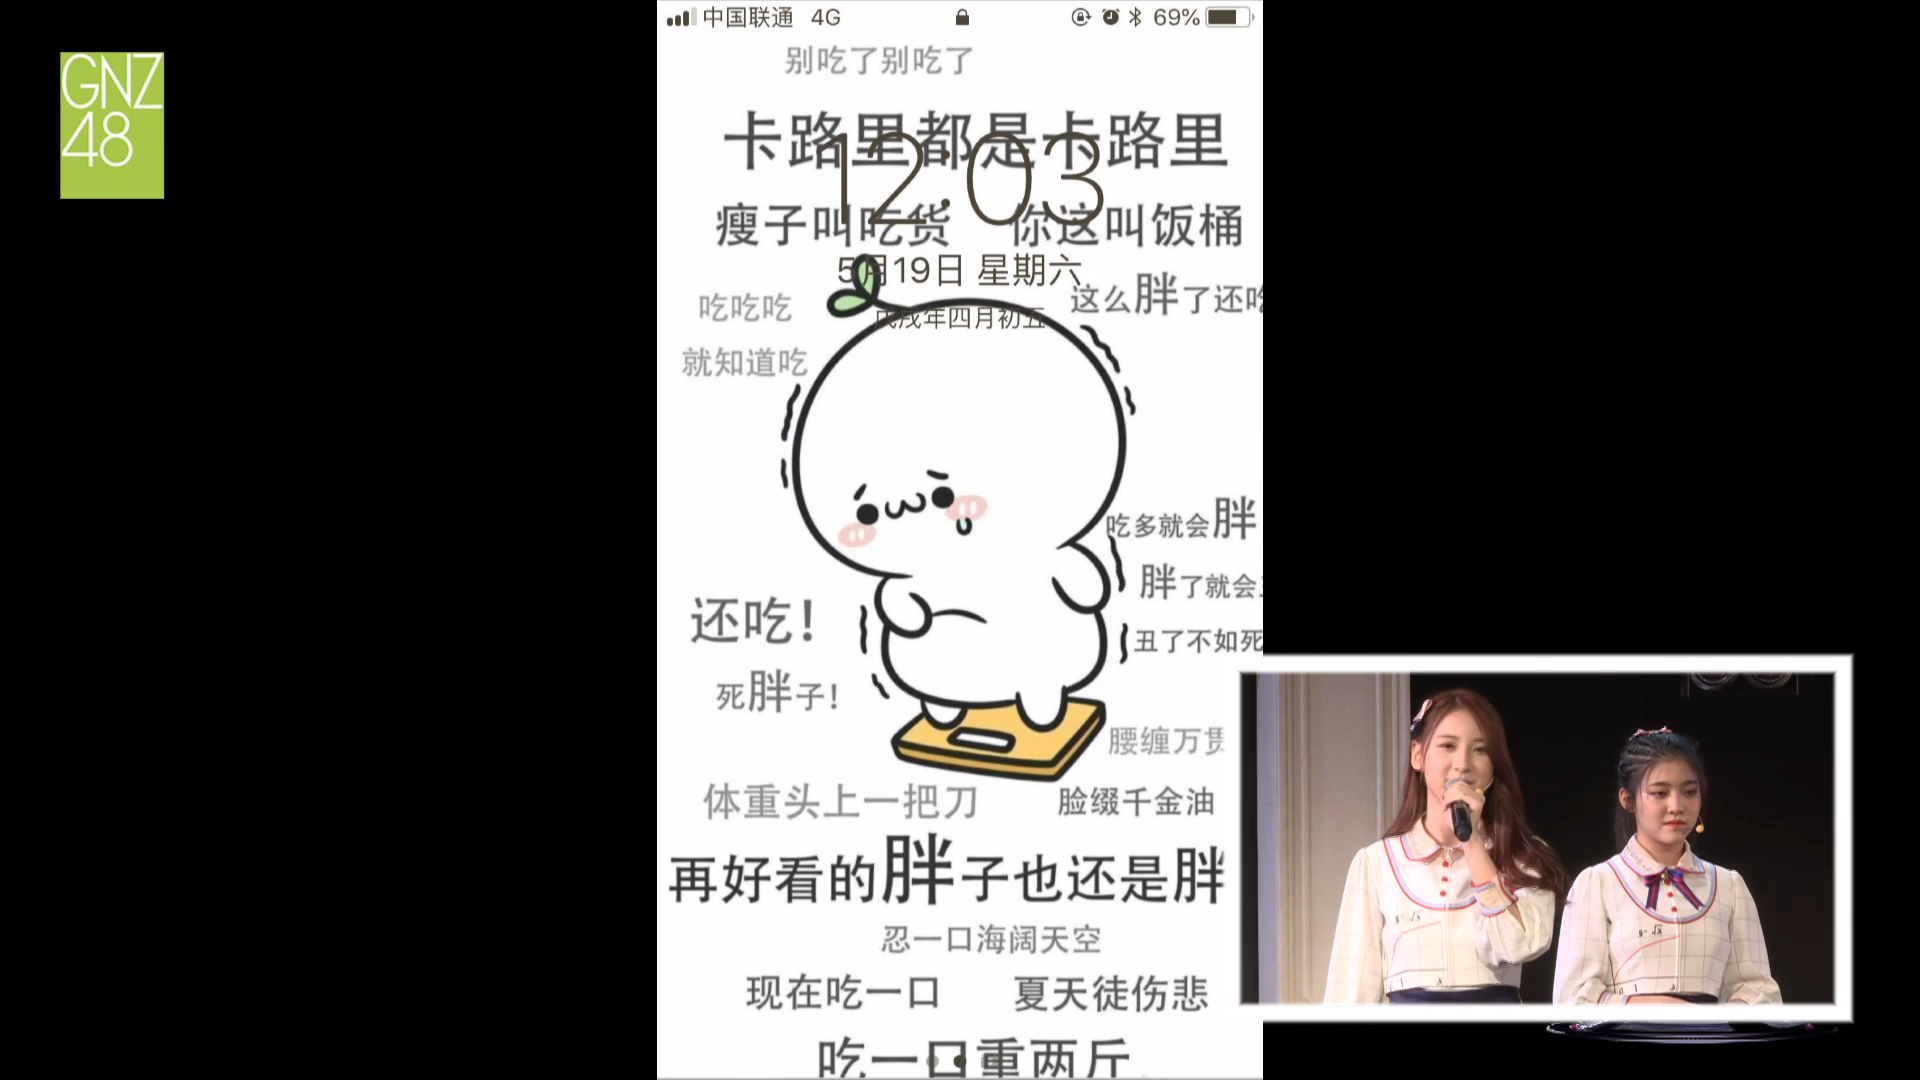 GNZ
48
中国联通 4G
69%
别吃了别吃了
卡路里都是卡路里
12:03
瘦子叫吃货 你这叫饭桶
5月19日 星期六
吃吃吃
这么胖了还吃
戊戌年四月初五
就知道吃
吃多就会胖
胖了就会
还吃！
丑了不如死
死胖子！
腰缠万贯
体重头上一把刀
脸缀千金油
再好看的胖子也还是胖
忍一口海阔天空
现在吃一口 夏天徒伤悲
吃一口重两斤